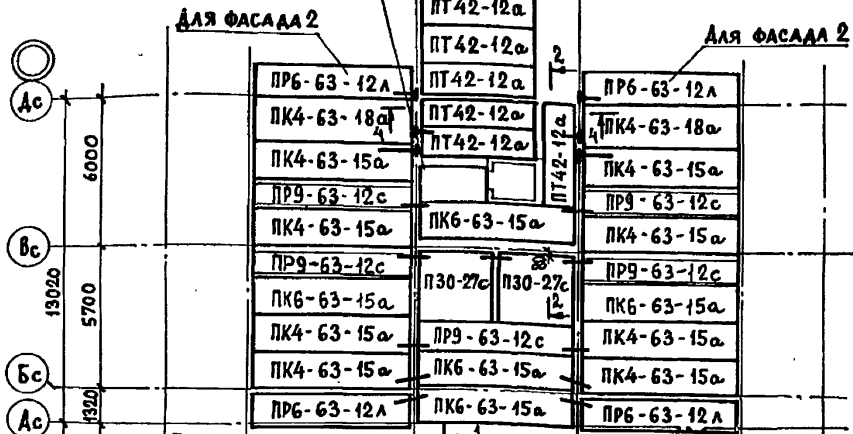 Для фасада 2
Для фасада 2
ПТ42-12а
ПТ42-12а
ПТ42-12а
ПТ42-12а
ПТ42-12а
ПТ42-12а
2
2
4
4
Ас
Вс
Бс
Ас
6000
5700
1320
13020
ПР6-63-12л
ПК4-63-18а
ПК4-63-15а
ПР9-63-12с
ПК4-63-15а
ПР9-63-12с
ПК6-63-15а
ПК4-63-15а
ПК4-63-15а
ПР6-63-12л
ПК6-63-15а
П30-27с
П30-27с
80
ПР9-63-12с
ПК6-63-15а
ПК6-63-15а
ПР6-63-12л
ПК4-63-18а
ПК4-63-15а
ПР9-63-12с
ПК4-63-15а
ПР9-63-12с
ПК6-63-15а
ПК4-63-15а
ПК4-63-15а
ПР6-63-12л